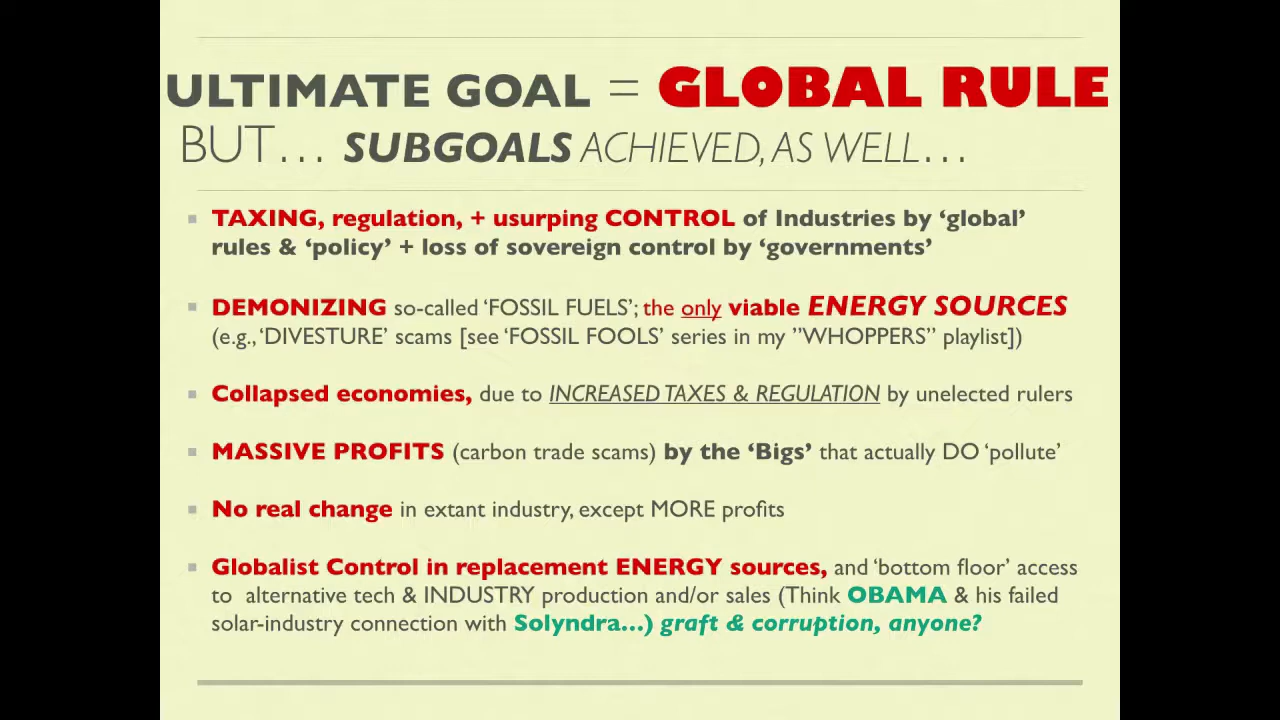 ULTIMATE GOAL = GLOBAL RULE
BUT… SUBGOALS ACHIEVED, AS WELL…
TAXING, regulation, + usurping CONTROL of Industries by ‘global’
rules & ‘policy’ + loss of sovereign control by ‘governments’
DEMONIZING so-called ‘FOSSIL FUELS’; the only viable ENERGY SOURCES
(e.g., ‘DIVESTURE’ scams [see ‘FOSSIL FOOLS’ series in my ”WHOPPERS” playlist])
Collapsed economies, due to INCREASED TAXES & REGULATION by unelected rulers
MASSIVE PROFITS (carbon trade scams) by the ‘Bigs’ that actually DO ‘pollute’
No real change in extant industry, except MORE profits
Globalist Control in replacement ENERGY sources, and ‘bottom floor’ access
to alternative tech & INDUSTRY production and/or sales (Think OBAMA & his failed
solar-industry connection with Solyndra…) graft & corruption, anyone?